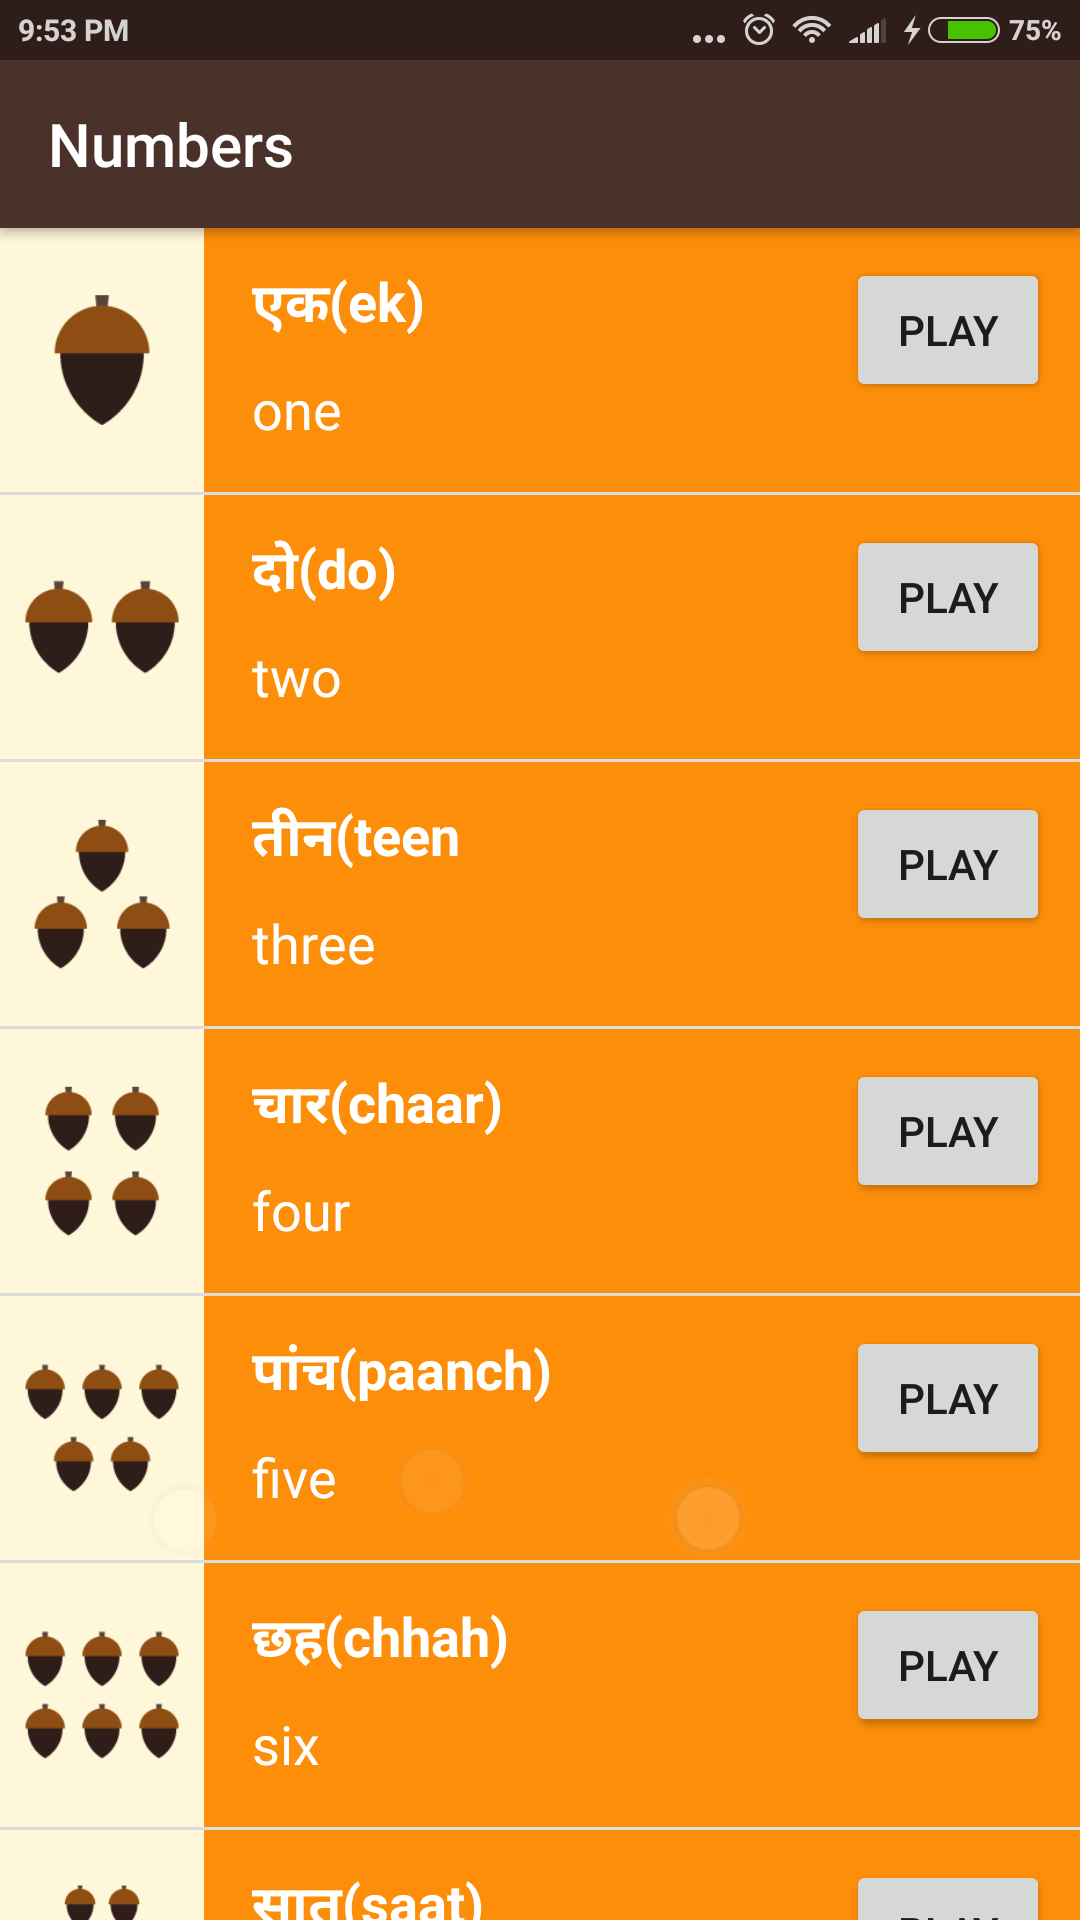 9:53 PM
75%
Numbers
एक(ek)
PLAY
one
दो(do)
PLAY
two
तीन(teen
PLAY
three
चार(chaar)
PLAY
four
पांच(paanch)
PLAY
five
छह(chhah)
PLAY
six
सात(saat)
PLAY